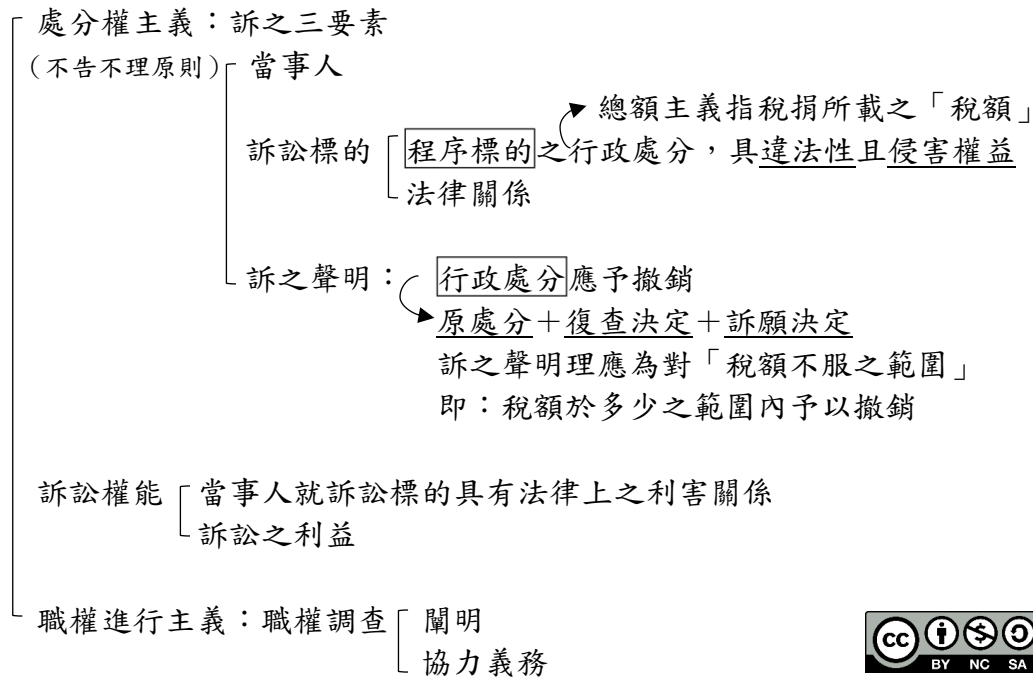 處分權主義：訴之三要素
（不告不理原則） 當事人
總額主義指稅捐所載之「稅額」
訴訟標的 程序標的之行政處分，具違法性且侵害權益
法律關係
訴之聲明： 行政處分應予撤銷
原處分＋復查決定＋訴願決定
訴之聲明理應為對「稅額不服之範圍」
即：稅額於多少之範圍內予以撤銷
訴訟權能 當事人就訴訟標的具有法律上之利害關係
訴訟之利益
職權進行主義：職權調查 闡明
協力義務
cc
BY NC SA